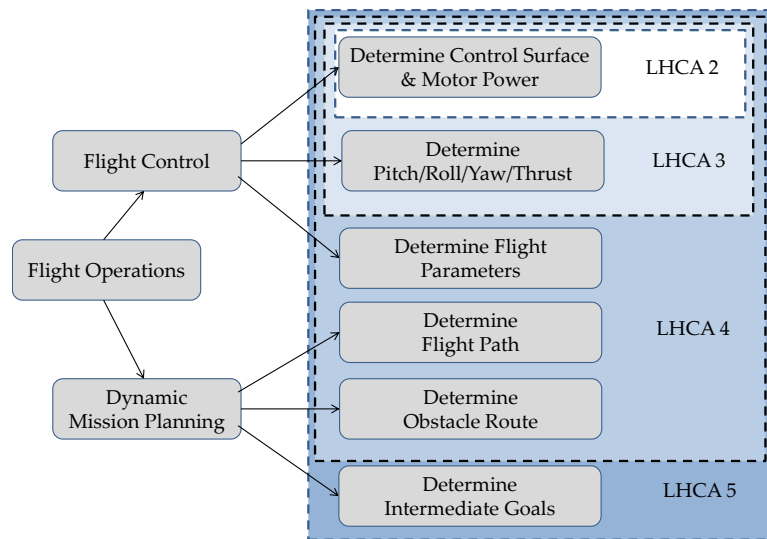 Determine Control Surface
& Motor Power
LHCA 2
Flight Control
Determine
Pitch/Roll/Yaw/Thrust
LHCA 3
Flight Operations
Determine Flight
Parameters
Determine
Flight Path
LHCA 4
Dynamic
Mission Planning
Determine
Obstacle Route
Determine
Intermediate Goals
LHCA 5